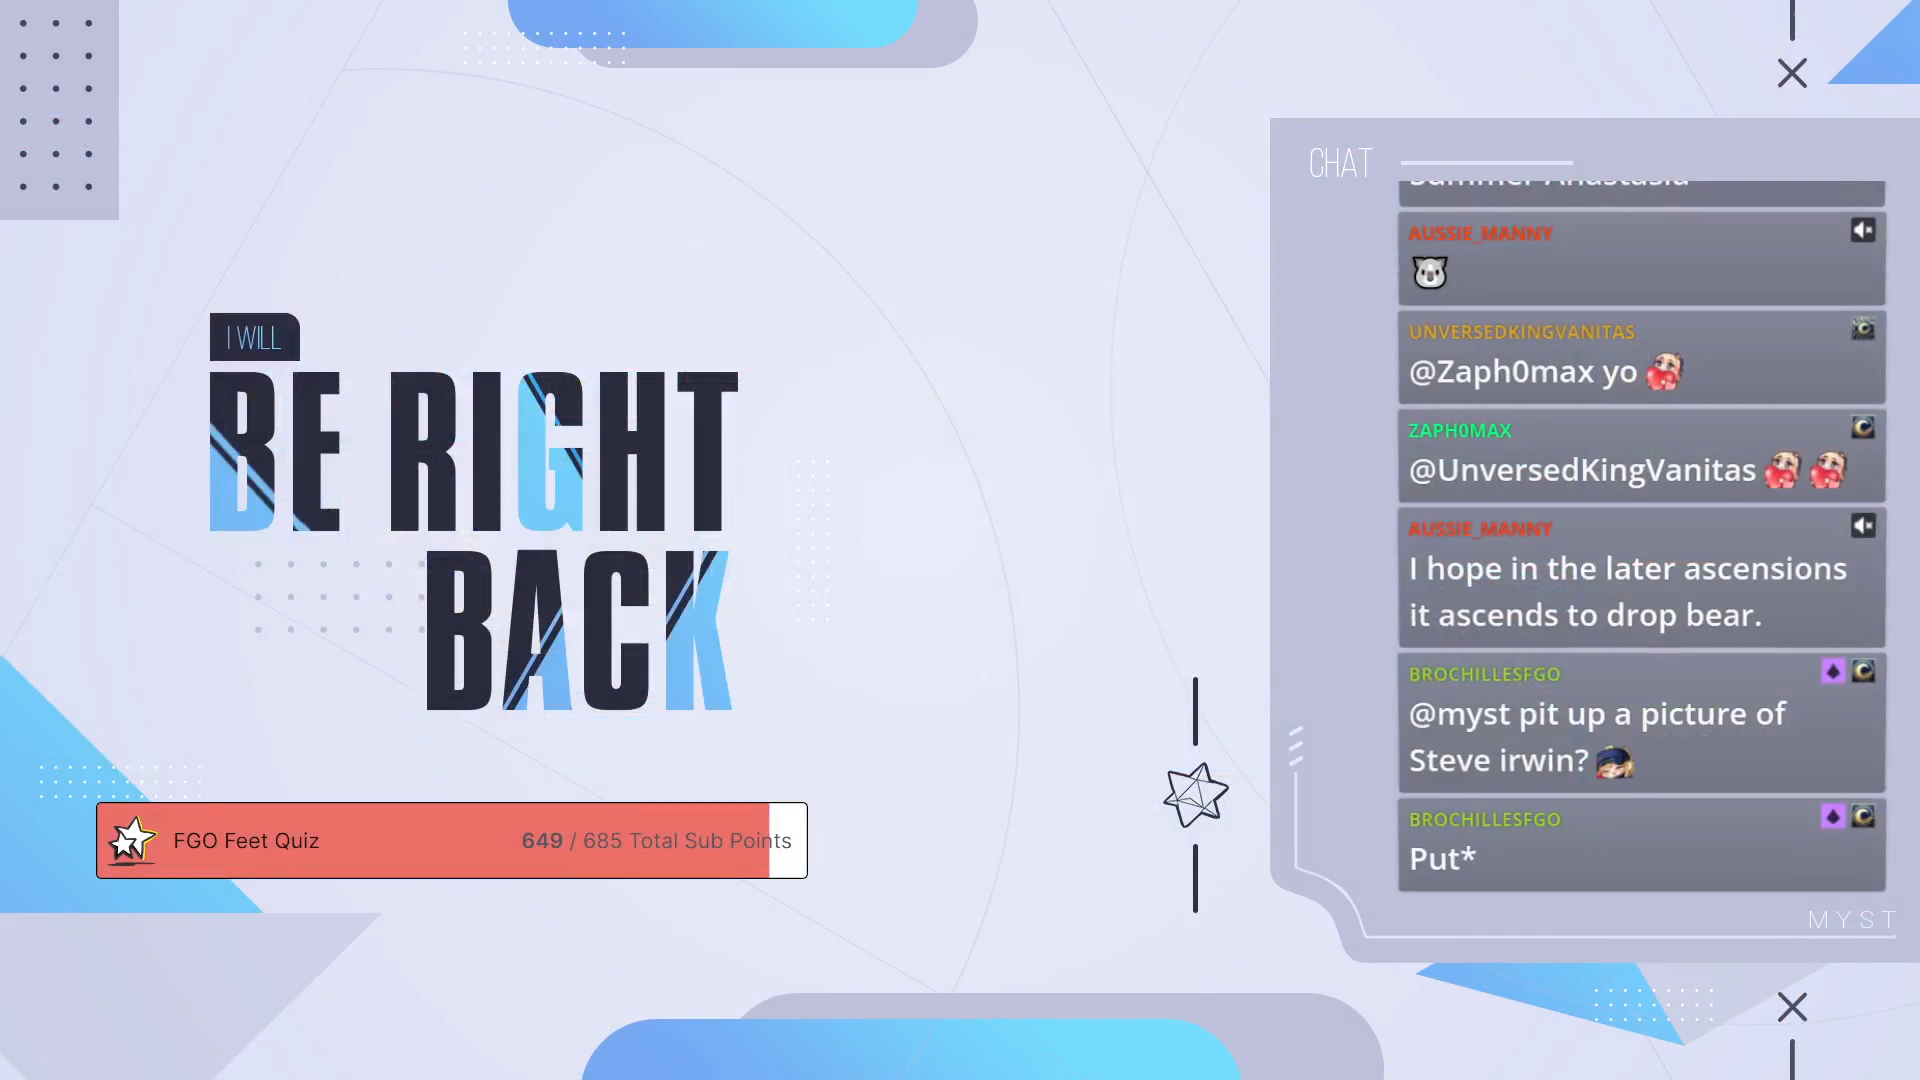 CHAT
Summer Anastasia
AUSSIE_MANNY
UNVERSEDKINGVANITAS
@Zaph0max yo
ZAPH0MAX
@UnversedKingVanitas
AUSSIE_MANNY
I hope in the later ascensions
it ascends to drop bear.
BROCHILLESFGO
@myst pit up a picture of
Steve irwin?
BROCHILLESFGO
Put*
MYST
I WILL
BE RIGHT
BACK
FGO Feet Quiz
649 / 685 Total Sub Points